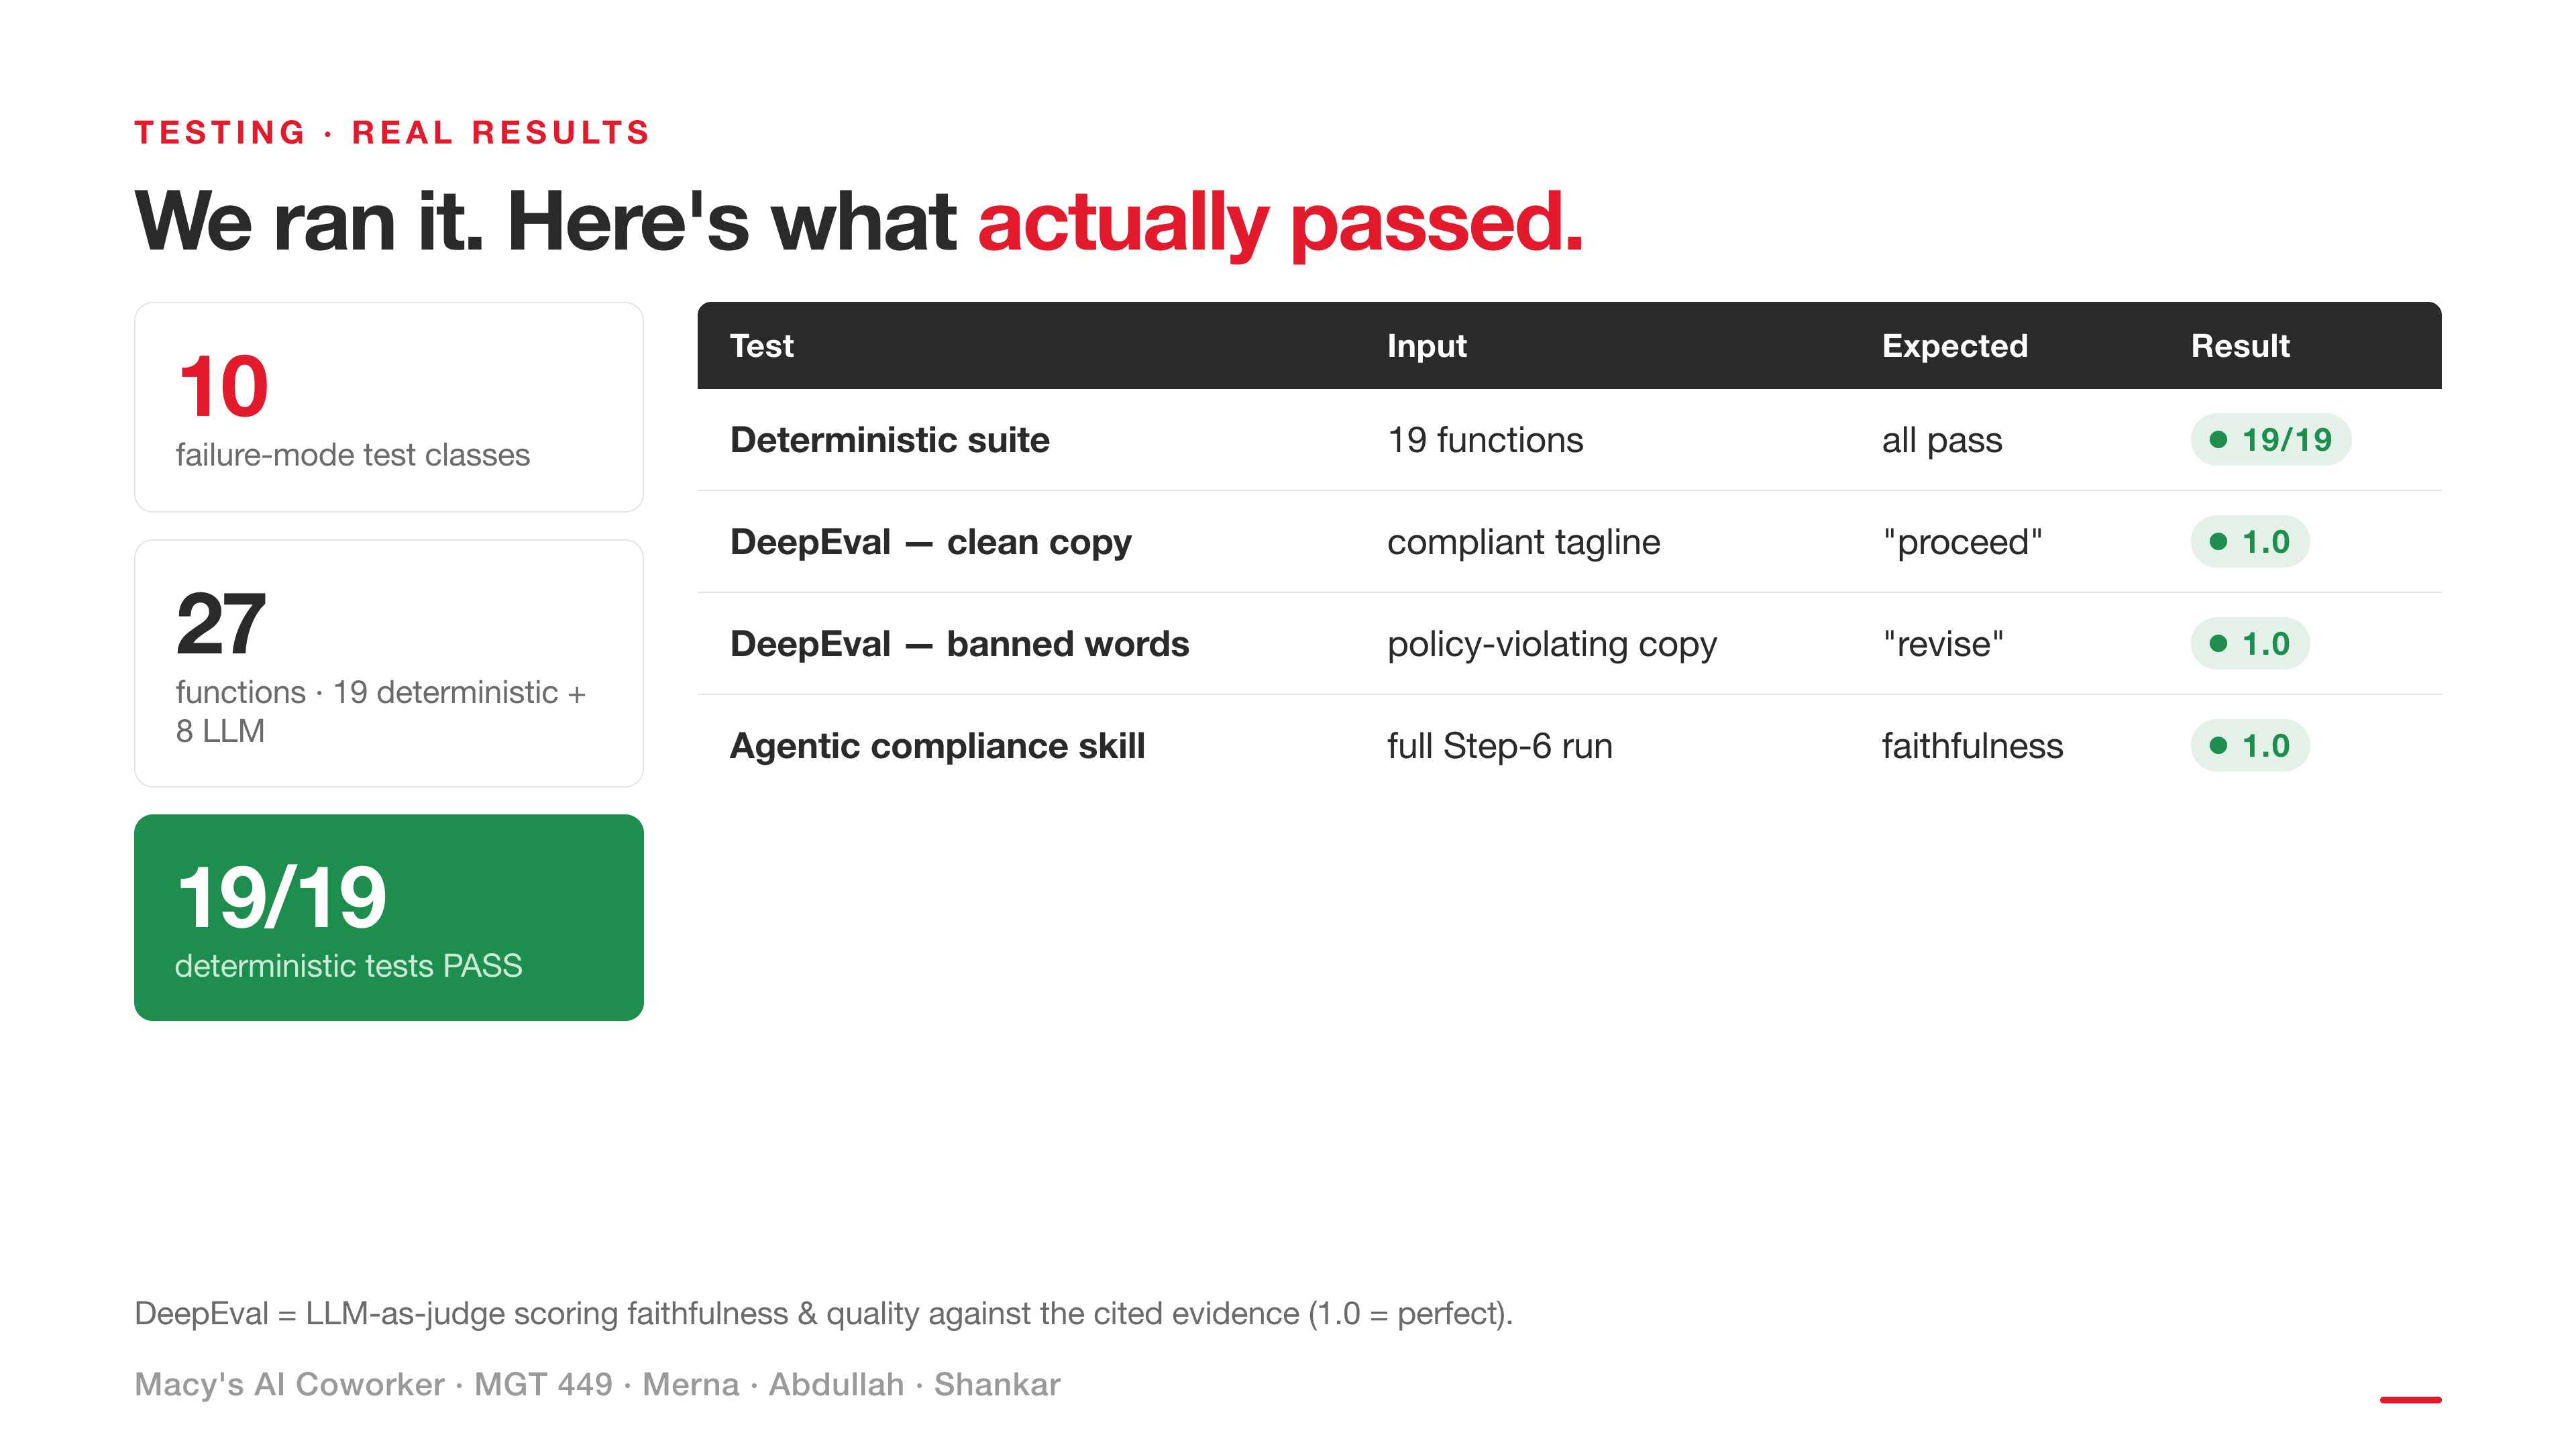 TESTING · REAL RESULTS
We ran it. Here's what actually passed.
10
failure-mode test classes
27
functions · 19 deterministic +
8 LLM
19/19
deterministic tests PASS
Test Input Expected Result
Deterministic suite 19 functions all pass 19/19
DeepEval — clean copy compliant tagline "proceed" 1.0
DeepEval — banned words policy-violating copy "revise" 1.0
Agentic compliance skill full Step-6 run faithfulness 1.0
DeepEval = LLM-as-judge scoring faithfulness & quality against the cited evidence (1.0 = perfect).
Macy's AI Coworker · MGT 449 · Merna · Abdullah · Shankar